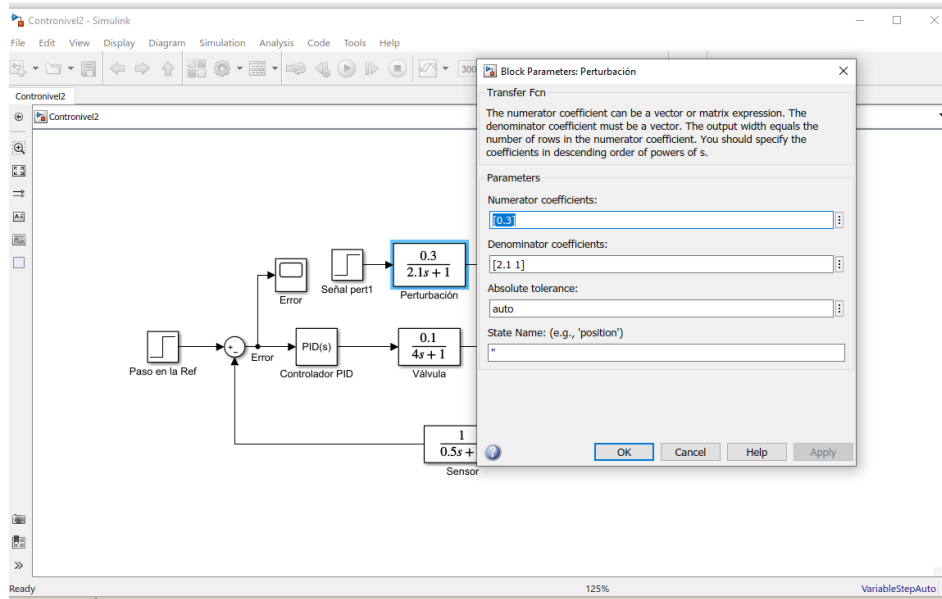 Contronivel2 - Simulink
File Edit View Display Diagram Simulation Analysis Code Tools Help
300
Contronivel2
Contronivel2
Block Parameters: Perturbación
Transfer Fcn
The numerator coefficient can be a vector or matrix expression. The
denominator coefficient must be a vector. The output width equals the
number of rows in the numerator coefficient. You should specify the
coefficients in descending order of powers of s.
Parameters
Numerator coefficients:
[0.3]
Denominator coefficients:
[2.1 1]
Absolute tolerance:
auto
State Name: (e.g., 'position')
''
OK Cancel Help Apply
0.3
2.1s + 1
Perturbación
Señal pert1
Error
Paso en la Ref
+
-
Error
PID(s)
Controlador PID
0.1
4s + 1
Válvula
1
0.5s +
Sensor
Ready
125%
VariableStepAuto